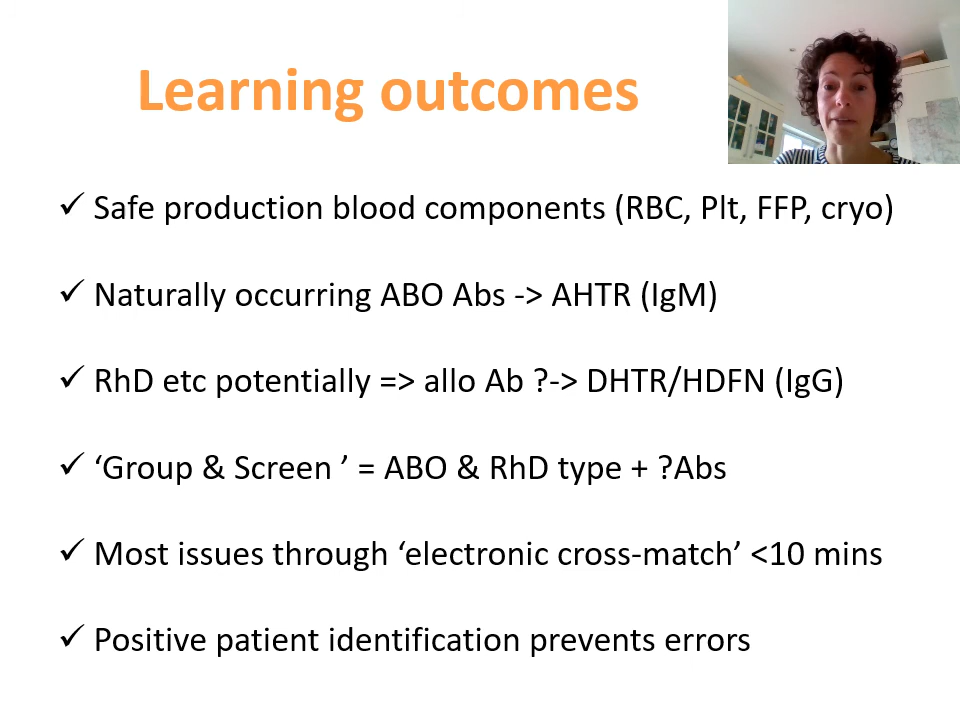 Learning outcomes
✓ Safe production blood components (RBC, Plt, FFP, cryo)
✓ Naturally occurring ABO Abs -> AHTR (IgM)
✓ RhD etc potentially => allo Ab ?-> DHTR/HDFN (IgG)
✓ ‘Group & Screen ’ = ABO & RhD type + ?Abs
✓ Most issues through ‘electronic cross-match’ <10 mins
✓ Positive patient identification prevents errors